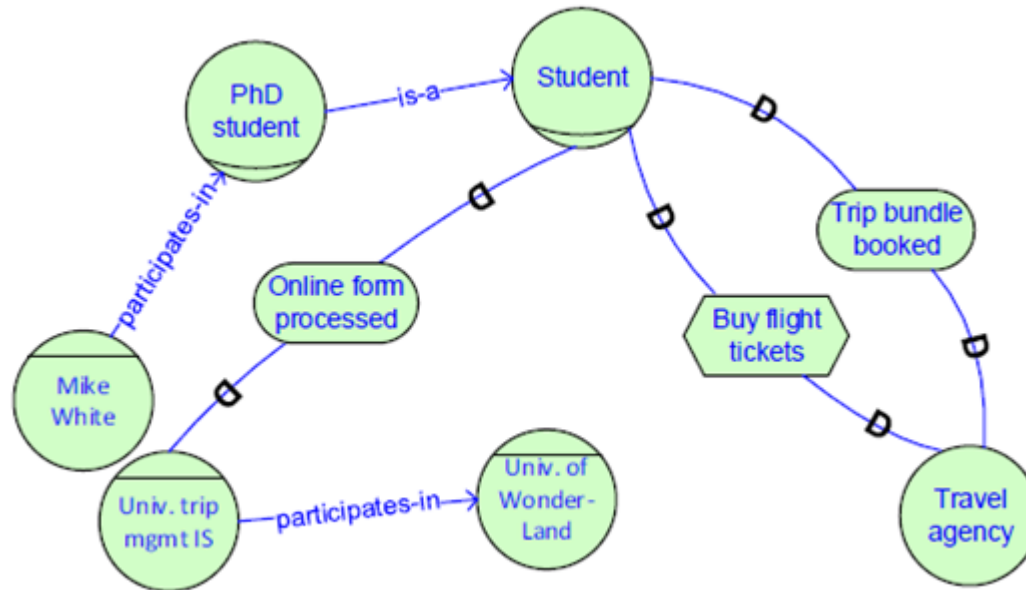 PhD
student
is-a
Student
D
D
D
participates-in
Trip bundle
booked
Online form
processed
Buy flight
tickets
D
D
D
Mike
White
Univ. trip
mgmt IS
participates-in
Univ. of
Wonder-
Land
Travel
agency